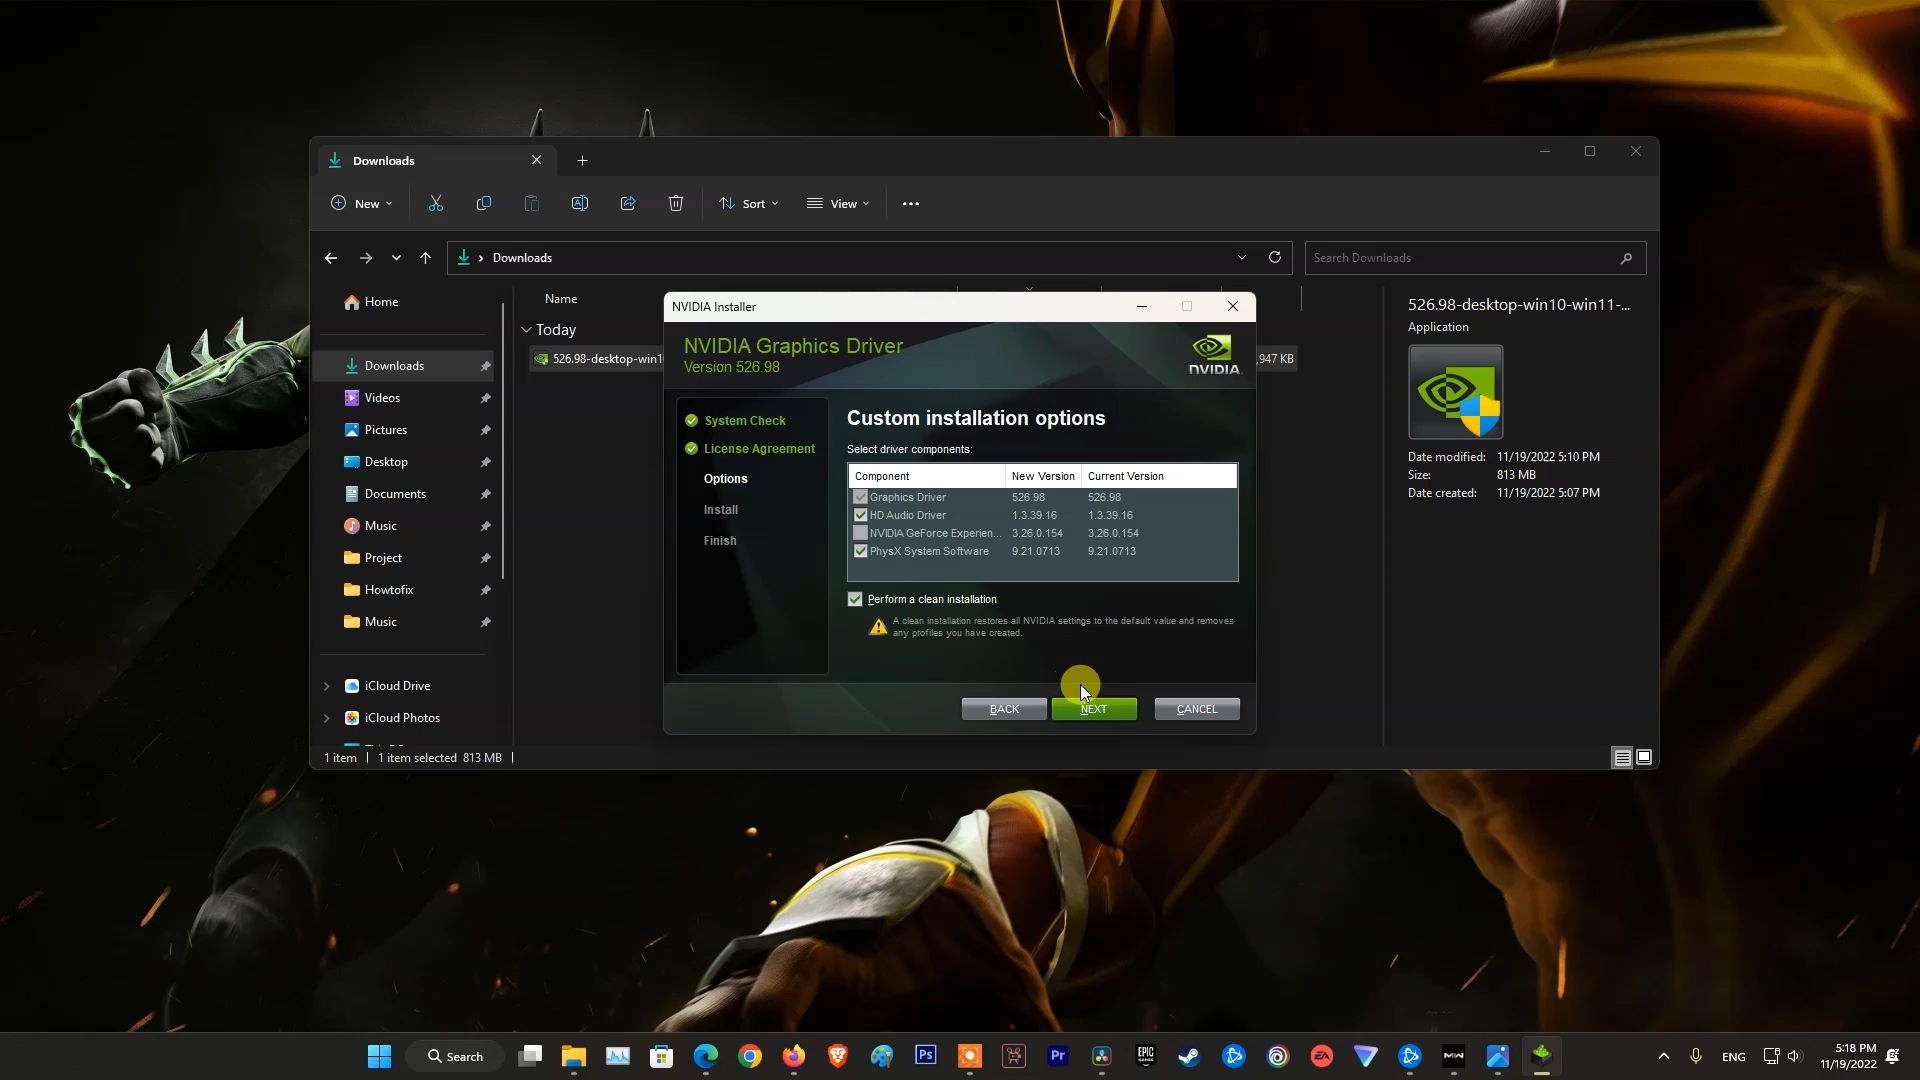 Downloads
New
Sort
View
Downloads
Search Downloads
Home
Downloads
Videos
Pictures
Desktop
Documents
Music
Project
Howtofix
Music
iCloud Drive
iCloud Photos
Name
Today
526.98-desktop-win1
,947 KB
526.98-desktop-win10-win11-...
Application
Date modified: 11/19/2022 5:10 PM
Size: 813 MB
Date created: 11/19/2022 5:07 PM
NVIDIA Installer
NVIDIA Graphics Driver
Version 526.98
NVIDIA.
System Check
License Agreement
Options
Install
Finish
Custom installation options
Select driver components:
Component New Version Current Version
Graphics Driver 526.98 526.98
HD Audio Driver 1.3.39.16 1.3.39.16
NVIDIA GeForce Experien... 3.26.0.154 3.26.0.154
PhysX System Software 9.21.0713 9.21.0713
Perform a clean installation
A clean installation restores all NVIDIA settings to the default value and removes
any profiles you have created.
BACK
NEXT
CANCEL
1 item
1 item selected 813 MB
Search
Ps
Pr
EPIC
GAMES
EA
ENG
5:18 PM
11/19/2022